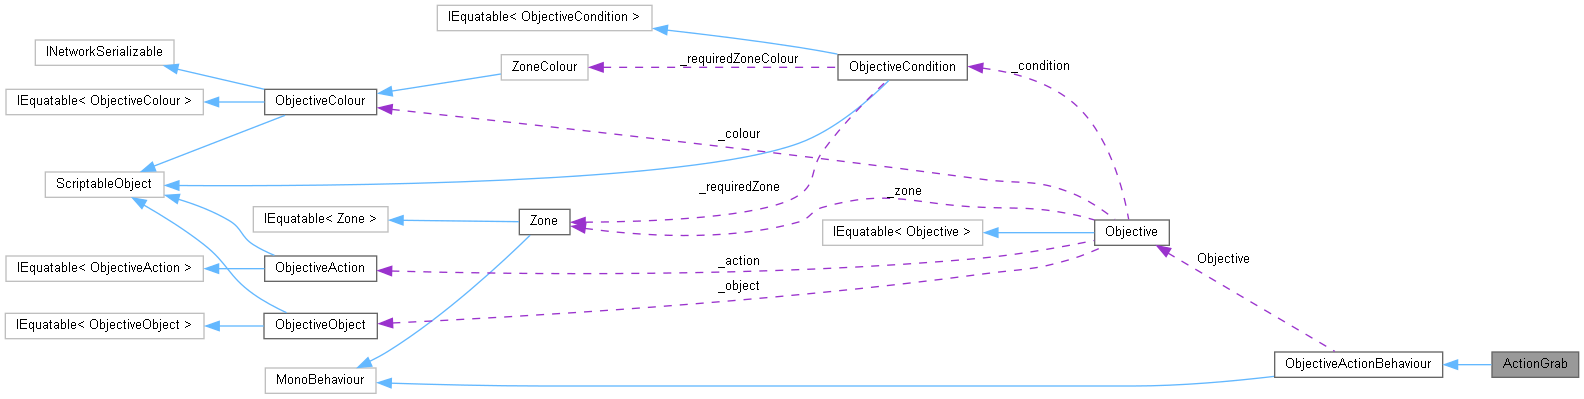 IEquatable< ObjectiveCondition >
INetworkSerializable
ZoneColour
_requiredZoneColour
ObjectiveCondition
_condition
IEquatable< ObjectiveColour >
ObjectiveColour
_colour
ScriptableObject
_requiredZone
_zone
IEquatable< Zone >
Zone
IEquatable< Objective >
Objective
IEquatable< ObjectiveAction >
ObjectiveAction
_action
Objective
_object
IEquatable< ObjectiveObject >
ObjectiveObject
MonoBehaviour
ObjectiveActionBehaviour
ActionGrab